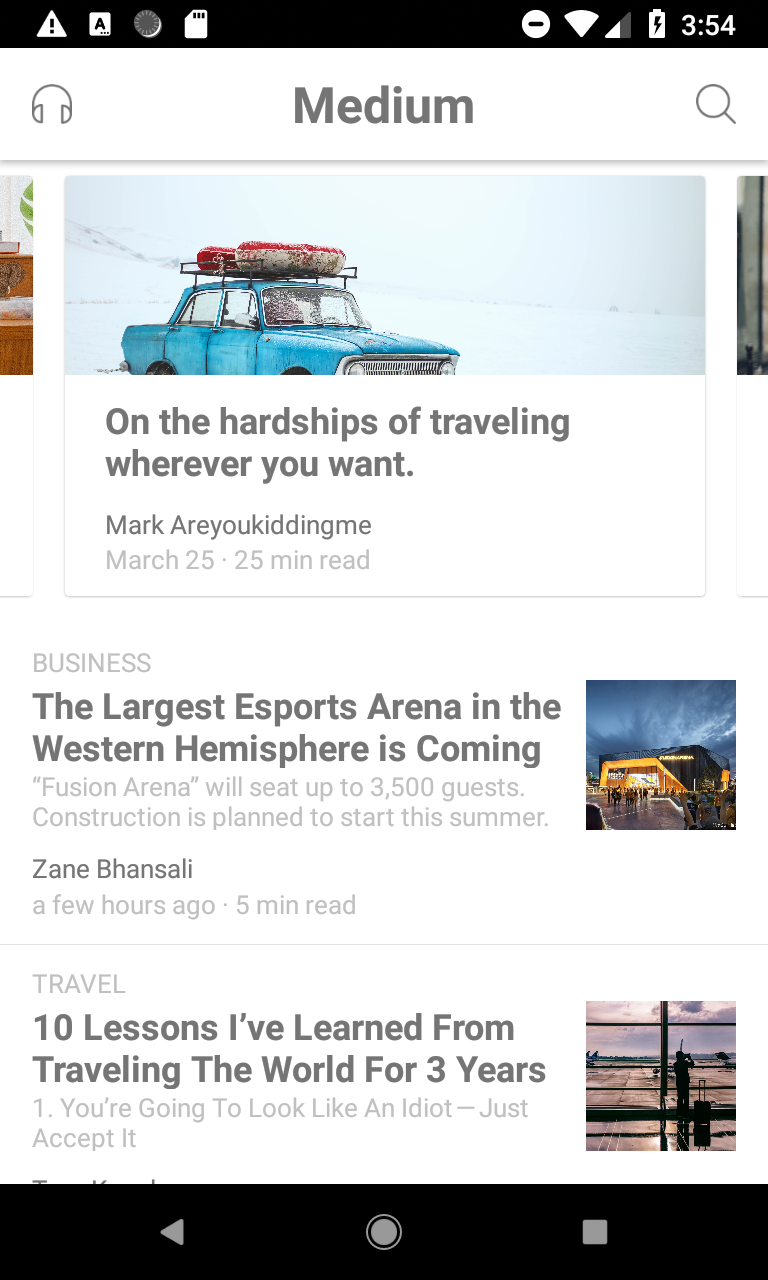 3:54
Medium
On the hardships of traveling
wherever you want.
Mark Areyoukiddingme
March 25 · 25 min read
BUSINESS
The Largest Esports Arena in the
Western Hemisphere is Coming
“Fusion Arena” will seat up to 3,500 guests.
Construction is planned to start this summer.
Zane Bhansali
a few hours ago · 5 min read
TRAVEL
10 Lessons I’ve Learned From
Traveling The World For 3 Years
1. You’re Going To Look Like An Idiot — Just
Accept It